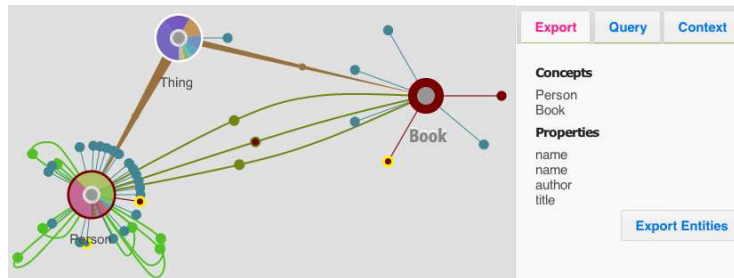 Export
Query
Context
Thing
Book
Person
Concepts
Person
Book
Properties
name
name
author
title
Export Entities